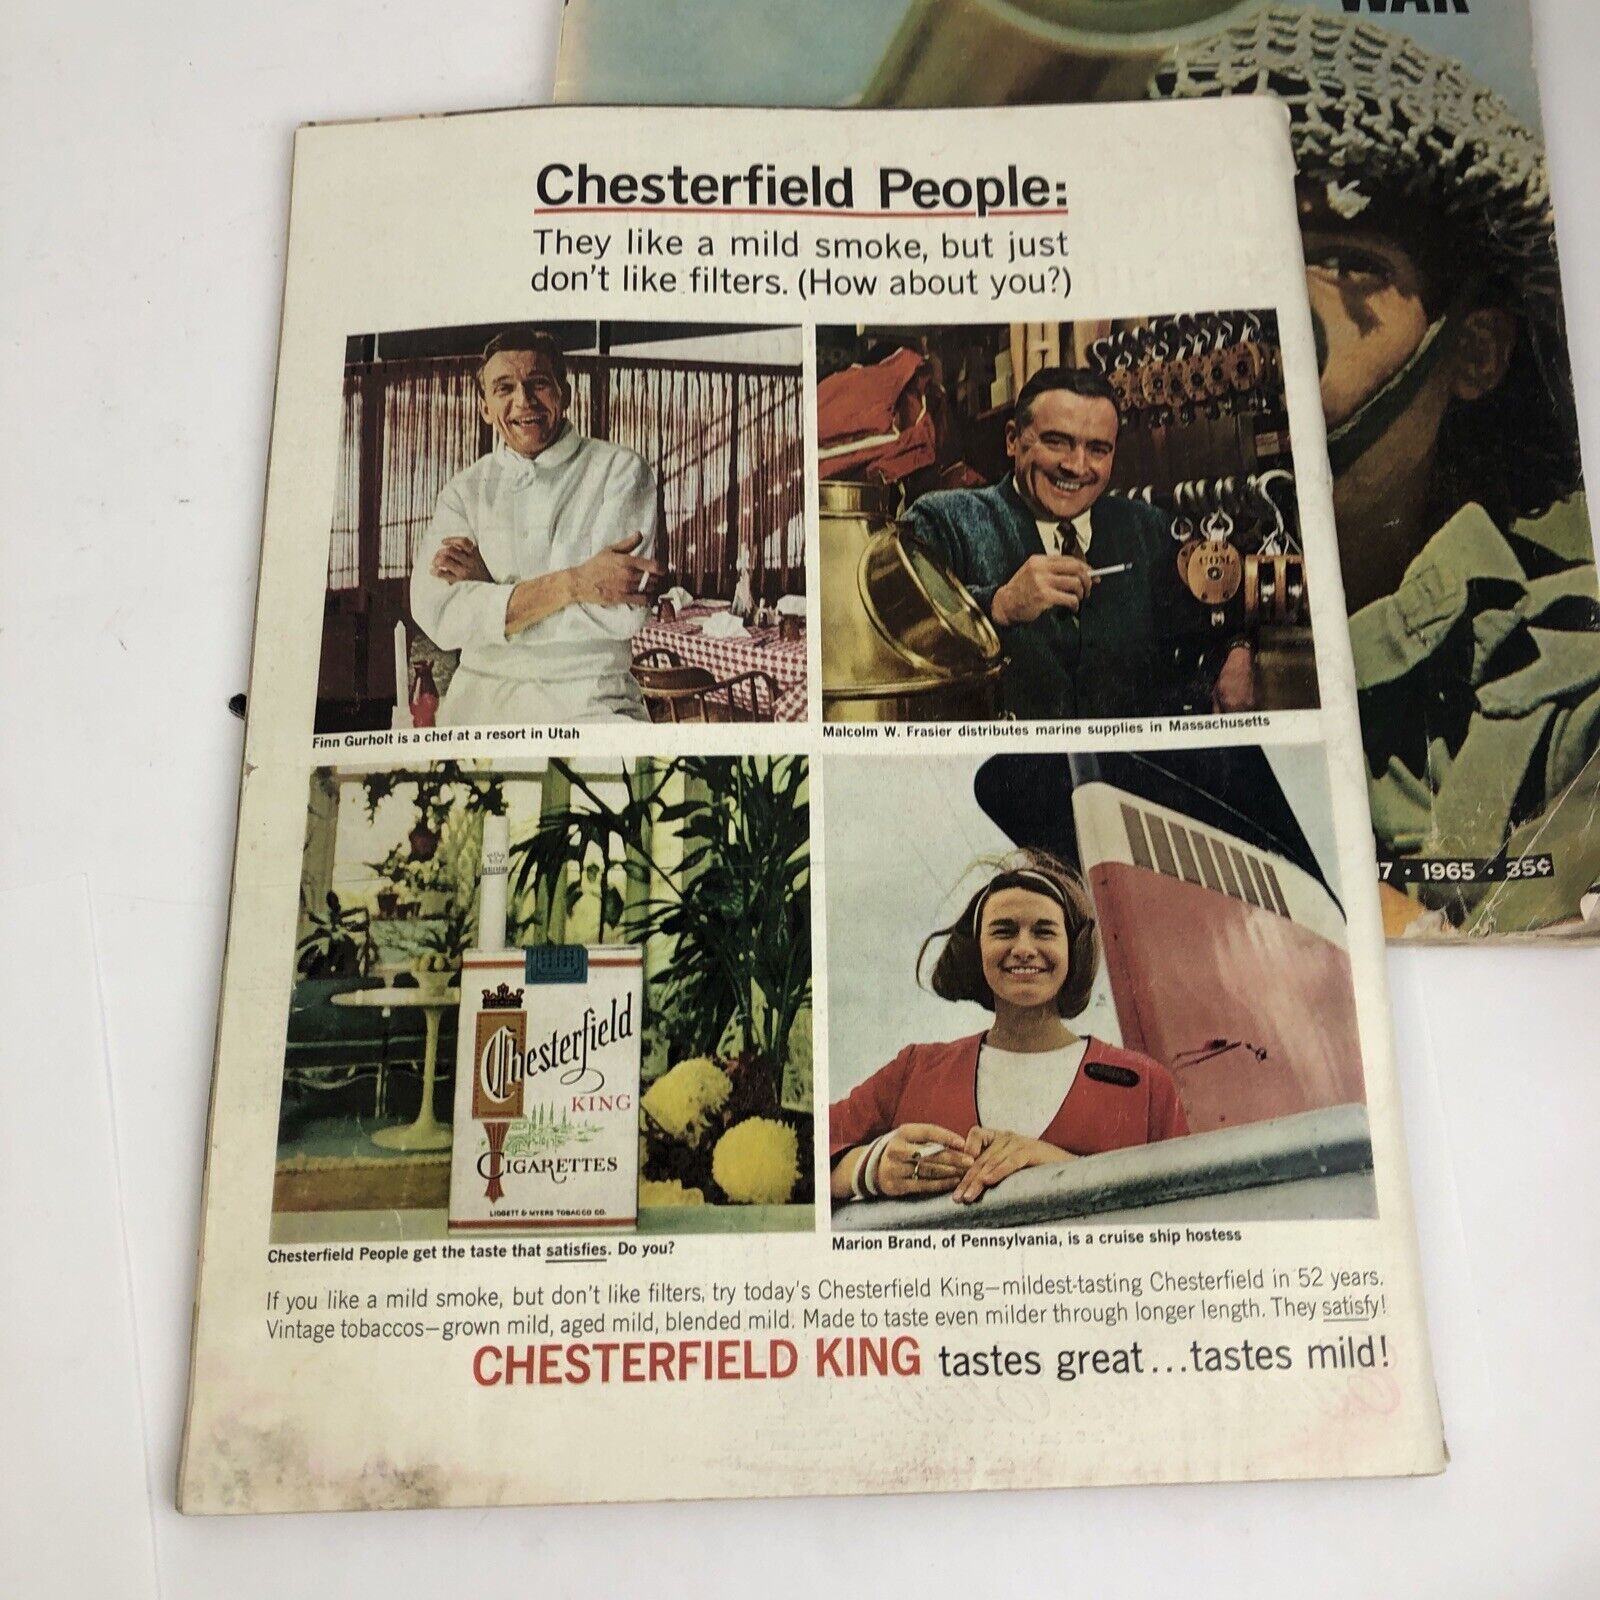 WAR
Chesterfield People:
They like a mild smoke, but just
don't like filters. (How about you?)
Finn Gurholt is a chef at a resort in Utah
COM.
Malcolm W. Frasier distributes marine supplies in Massachusetts
17 · 1965 · 35¢
Chesterfield
KING
CIGARETTES
LIGGETT & MYERS TOBACCO CO.
Chesterfield People get the taste that satisfies. Do you?
Marion Brand, of Pennsylvania, is a cruise ship hostess
If you like a mild smoke, but don't like filters, try today's Chesterfield King—mildest-tasting Chesterfield in 52 years.
Vintage tobaccos—grown mild, aged mild, blended mild. Made to taste even milder through longer length. They satisfy!
CHESTERFIELD KING tastes great...tastes mild!